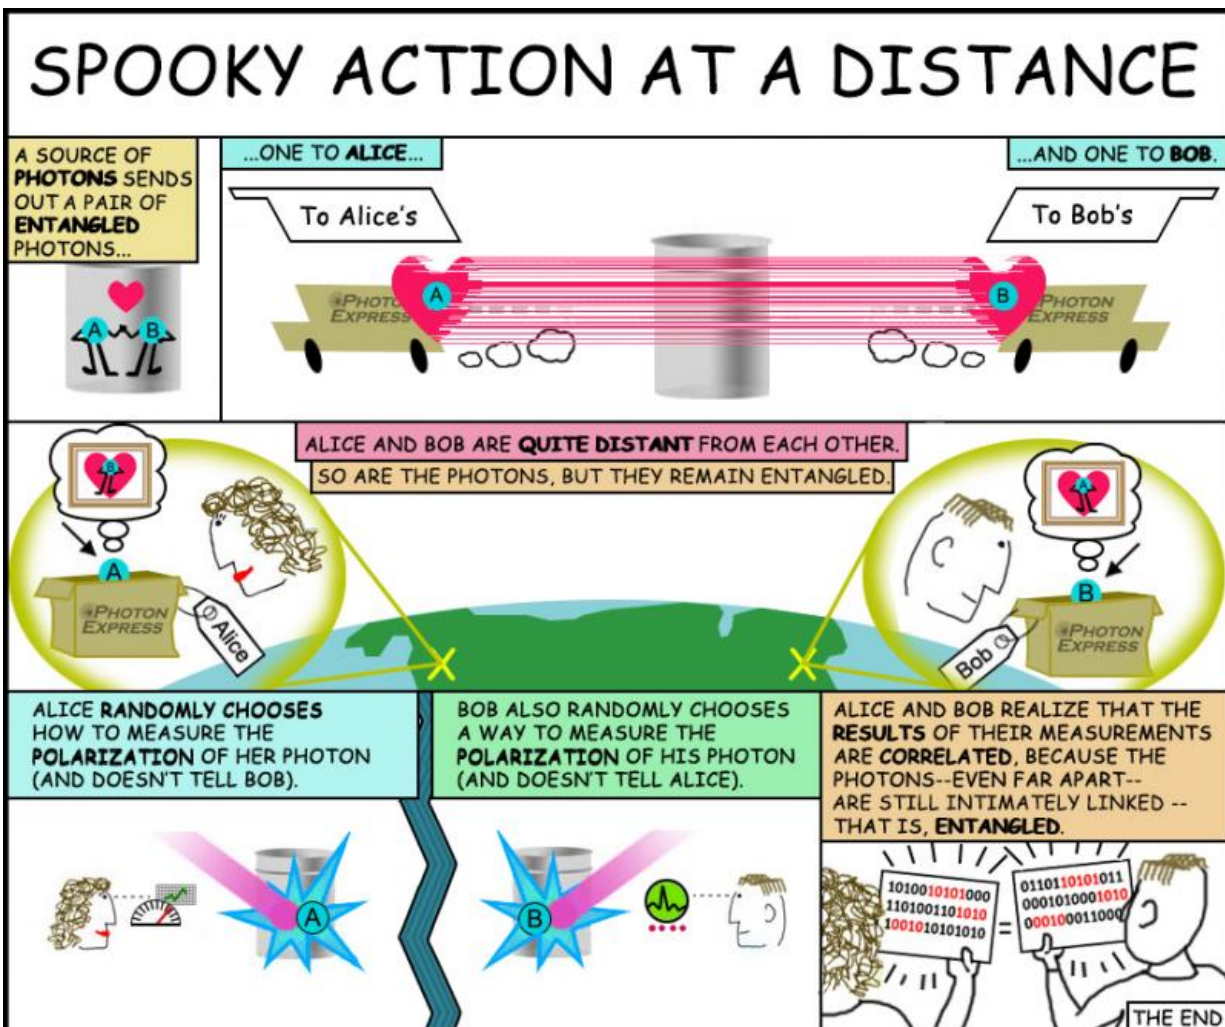 SPOOKY ACTION AT A DISTANCE
A SOURCE OF
PHOTONS SENDS
OUT A PAIR OF
ENTANGLED
PHOTONS...
A
B
...ONE TO ALICE...
...AND ONE TO BOB.
To Alice's
To Bob's
PHOTON
EXPRESS
A
B
PHOTON
EXPRESS
ALICE AND BOB ARE QUITE DISTANT FROM EACH OTHER.
SO ARE THE PHOTONS, BUT THEY REMAIN ENTANGLED.
B
A
PHOTON
EXPRESS
Alice
A
B
PHOTON
EXPRESS
Bob
ALICE RANDOMLY CHOOSES
HOW TO MEASURE THE
POLARIZATION OF HER PHOTON
(AND DOESN'T TELL BOB).
A
BOB ALSO RANDOMLY CHOOSES
A WAY TO MEASURE THE
POLARIZATION OF HIS PHOTON
(AND DOESN'T TELL ALICE).
B
ALICE AND BOB REALIZE THAT THE
RESULTS OF THEIR MEASUREMENTS
ARE CORRELATED, BECAUSE THE
PHOTONS--EVEN FAR APART--
ARE STILL INTIMATELY LINKED --
THAT IS, ENTANGLED.
1010010101000
1101001101010
1001010101010
=
0110110101011
0001010001010
000100011000
THE END